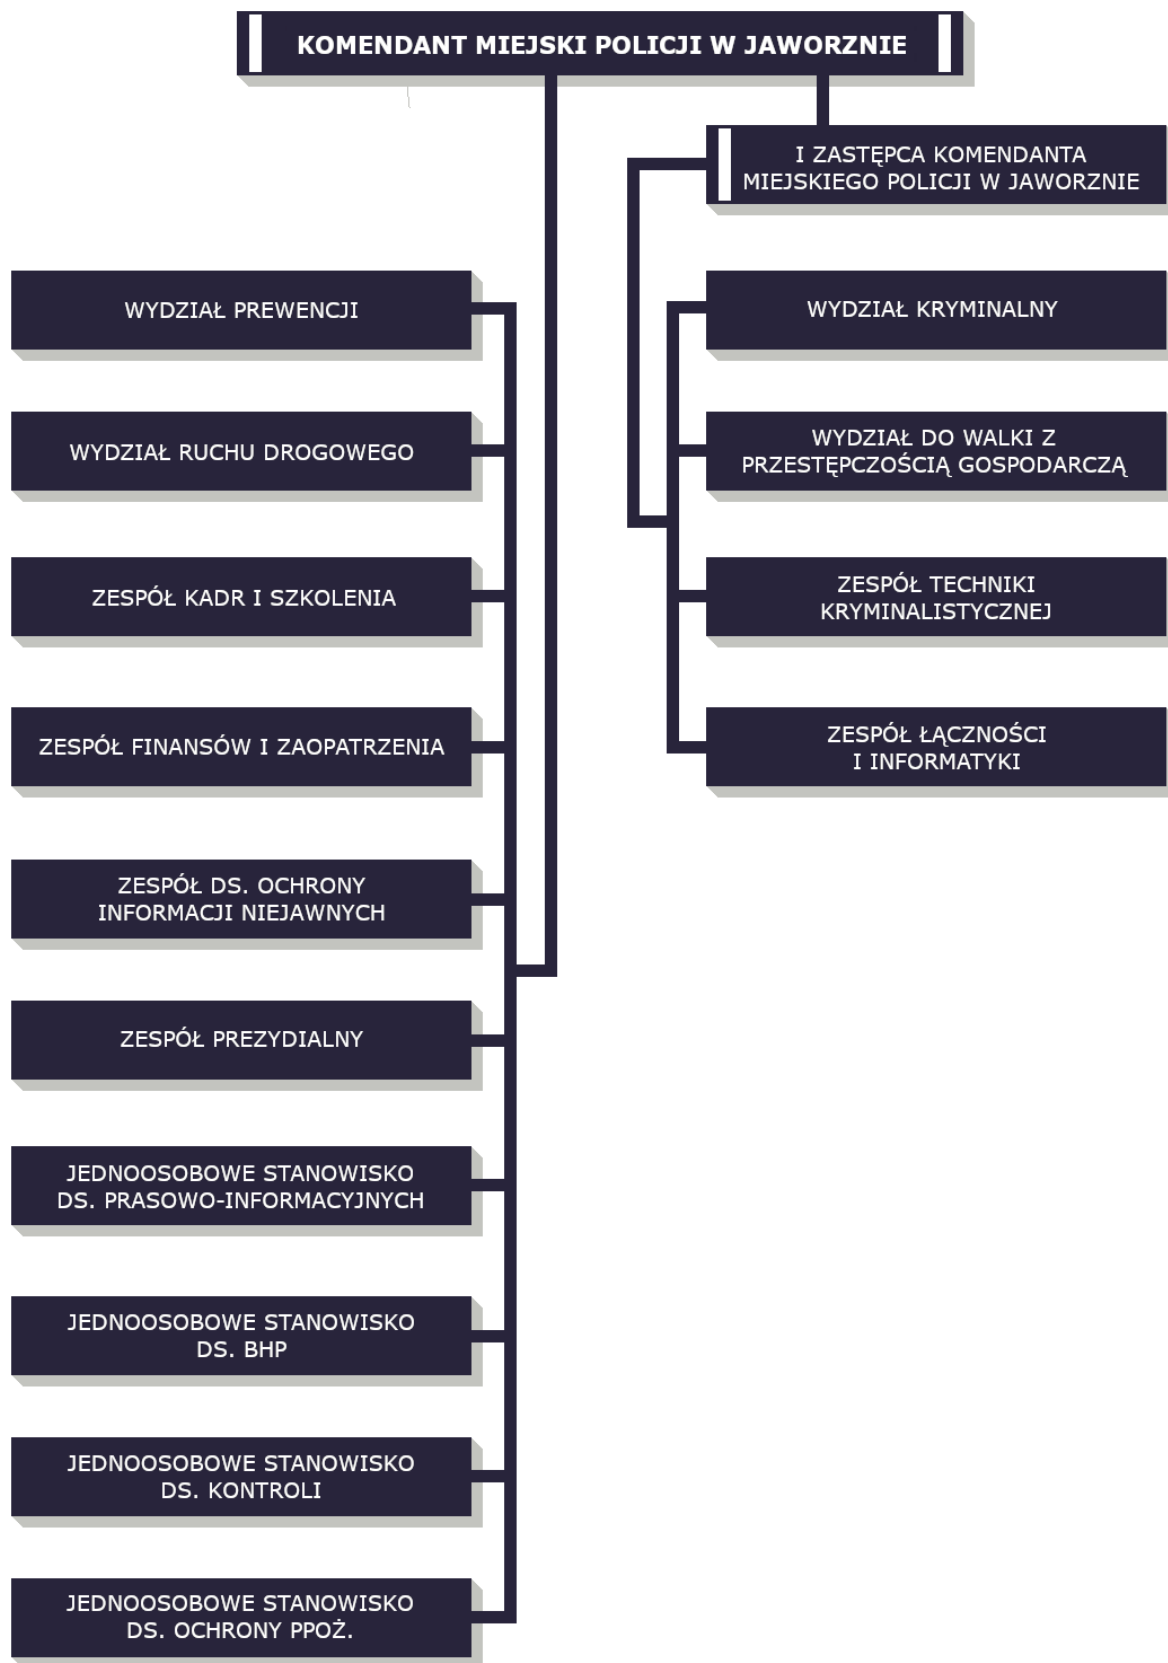 KOMENDANT MIEJSKI POLICJI W JAWORZNIE
I ZASTĘPCA KOMENDANTA
MIEJSKIEGO POLICJI W JAWORZNIE
WYDZIAŁ PREWENCJI
WYDZIAŁ RUCHU DROGOWEGO
ZESPÓŁ KADR I SZKOLENIA
ZESPÓŁ FINANSÓW I ZAOPATRZENIA
ZESPÓŁ DS. OCHRONY
INFORMACJI NIEJAWNYCH
ZESPÓŁ PREZYDIALNY
JEDNOOSOBOWE STANOWISKO
DS. PRASOWO-INFORMACYJNYCH
JEDNOOSOBOWE STANOWISKO
DS. BHP
JEDNOOSOBOWE STANOWISKO
DS. KONTROLI
JEDNOOSOBOWE STANOWISKO
DS. OCHRONY PPOŻ.
WYDZIAŁ KRYMINALNY
WYDZIAŁ DO WALKI Z
PRZESTĘPCZOŚCIĄ GOSPODARCZĄ
ZESPÓŁ TECHNIKI
KRYMINALISTYCZNEJ
ZESPÓŁ ŁĄCZNOŚCI
I INFORMATYKI